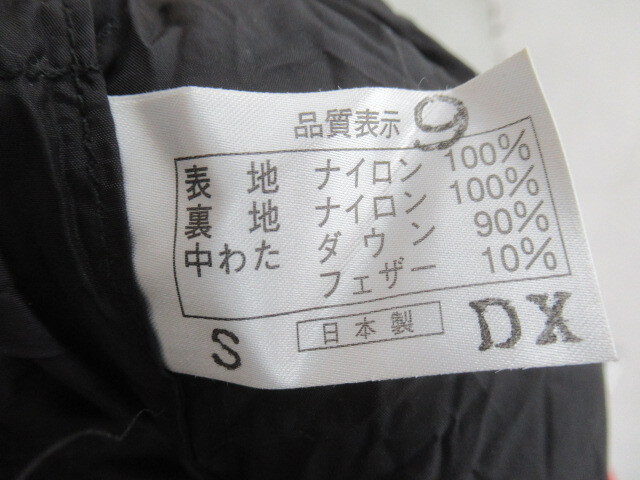 品質表示 9
表 地 ナイロン 100%
裏 地 ナイロン 100%
中わた ダウン 90%
フェザー 10%
S 日本製 DX